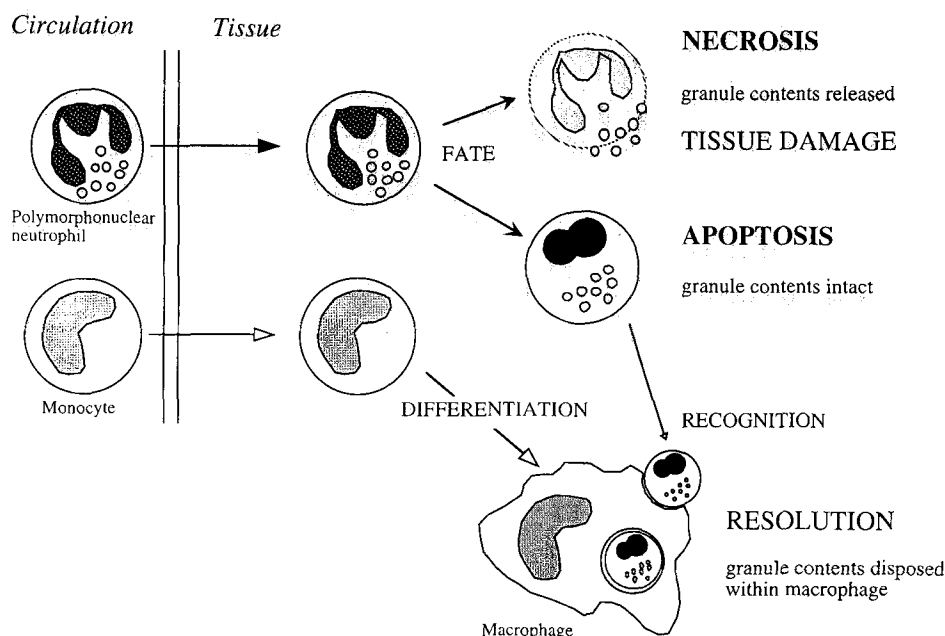 Circulation
Tissue
NECROSIS
granule contents released
TISSUE DAMAGE
FATE
Polymorphonuclear
neutrophil
APOPTOSIS
granule contents intact
Monocyte
DIFFERENTIATION
RECOGNITION
RESOLUTION
granule contents disposed
within macrophage
Macrophage